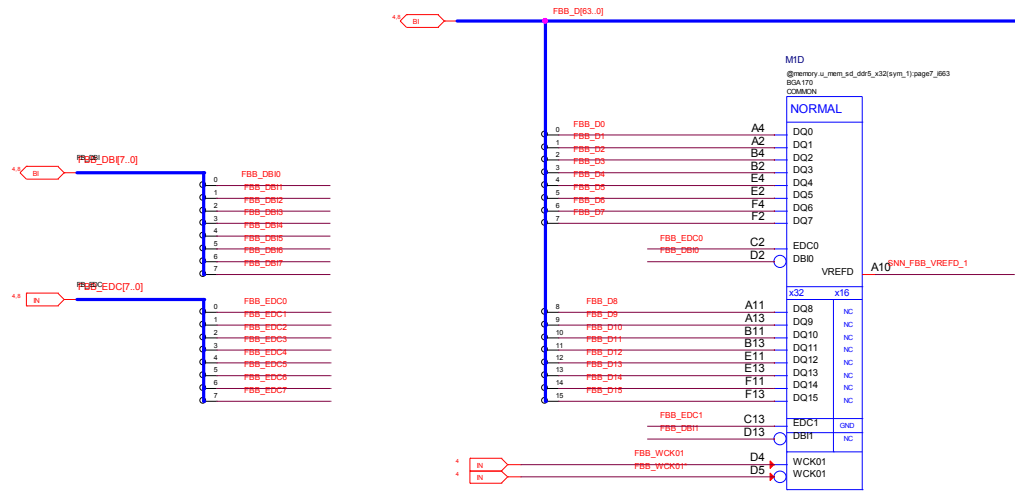 FBB_D[63..0]
4,8
BI
M1D
@memory.u_mem_sd_ddr5_x32(sym_1):page7_i663
BGA170
COMMON
NORMAL
0 FBB_D0 A4 DQ0
1 FBB_D1 A2 DQ1
2 FBB_D2 B4 DQ2
3 FBB_D3 B2 DQ3
4 FBB_D4 E4 DQ4
5 FBB_D5 E2 DQ5
6 FBB_D6 F4 DQ6
7 FBB_D7 F2 DQ7
FBB_EDC0 C2 EDC0
FBB_DBI0 D2 DBI0
VREFD A10 SNN_FBB_VREFD_1
x32 x16
8 FBB_D8 A11 DQ8 NC
9 FBB_D9 A13 DQ9 NC
10 FBB_D10 B11 DQ10 NC
11 FBB_D11 B13 DQ11 NC
12 FBB_D12 E11 DQ12 NC
13 FBB_D13 E13 DQ13 NC
14 FBB_D14 F11 DQ14 NC
15 FBB_D15 F13 DQ15 NC
FBB_EDC1 C13 EDC1 GND
FBB_DBI1 D13 DBI1 NC
4 IN FBB_WCK01 D4 WCK01
4 IN FBB_WCK01* D5 WCK01
4,8 BI FBB_DBI[7..0]
0 FBB_DBI0
1 FBB_DBI1
2 FBB_DBI2
3 FBB_DBI3
4 FBB_DBI4
5 FBB_DBI5
6 FBB_DBI6
7 FBB_DBI7
4,8 IN FBB_EDC[7..0]
0 FBB_EDC0
1 FBB_EDC1
2 FBB_EDC2
3 FBB_EDC3
4 FBB_EDC4
5 FBB_EDC5
6 FBB_EDC6
7 FBB_EDC7